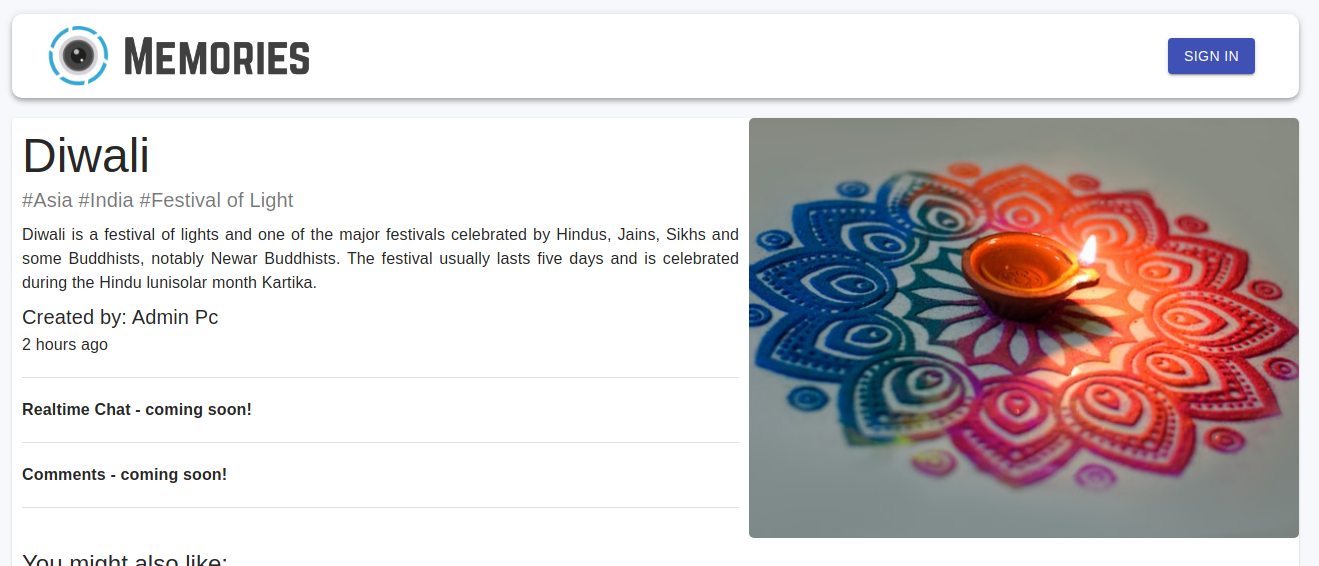 MEMORIES
SIGN IN
Diwali
#Asia #India #Festival of Light
Diwali is a festival of lights and one of the major festivals celebrated by Hindus, Jains, Sikhs and
some Buddhists, notably Newar Buddhists. The festival usually lasts five days and is celebrated
during the Hindu lunisolar month Kartika.
Created by: Admin Pc
2 hours ago
Realtime Chat - coming soon!
Comments - coming soon!
You might also like: